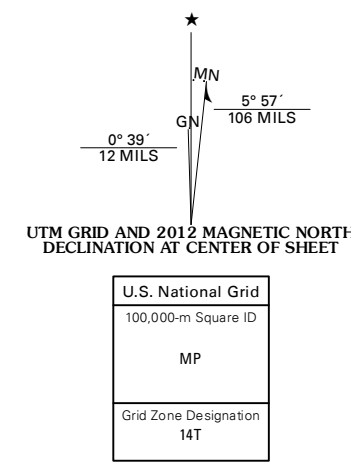 ★
MN
5° 57´
106 MILS
GN
0° 39´
12 MILS
UTM GRID AND 2012 MAGNETIC NORTH
DECLINATION AT CENTER OF SHEET
U.S. National Grid
100,000-m Square ID
MP
Grid Zone Designation
14T